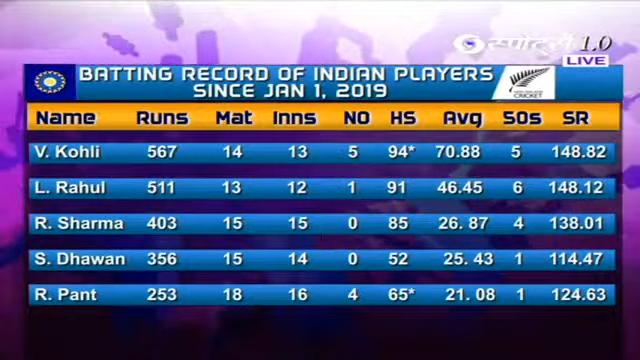 स्पोर्ट्स 1.0
LIVE
BATTING RECORD OF INDIAN PLAYERS
SINCE JAN 1, 2019
Name Runs Mat Inns NO HS Avg 50s SR
V. Kohli 567 14 13 5 94* 70.88 5 148.82
L. Rahul 511 13 12 1 91 46.45 6 148.12
R. Sharma 403 15 15 0 85 26. 87 4 138.01
S. Dhawan 356 15 14 0 52 25. 43 1 114.47
R. Pant 253 18 16 4 65* 21. 08 1 124.63